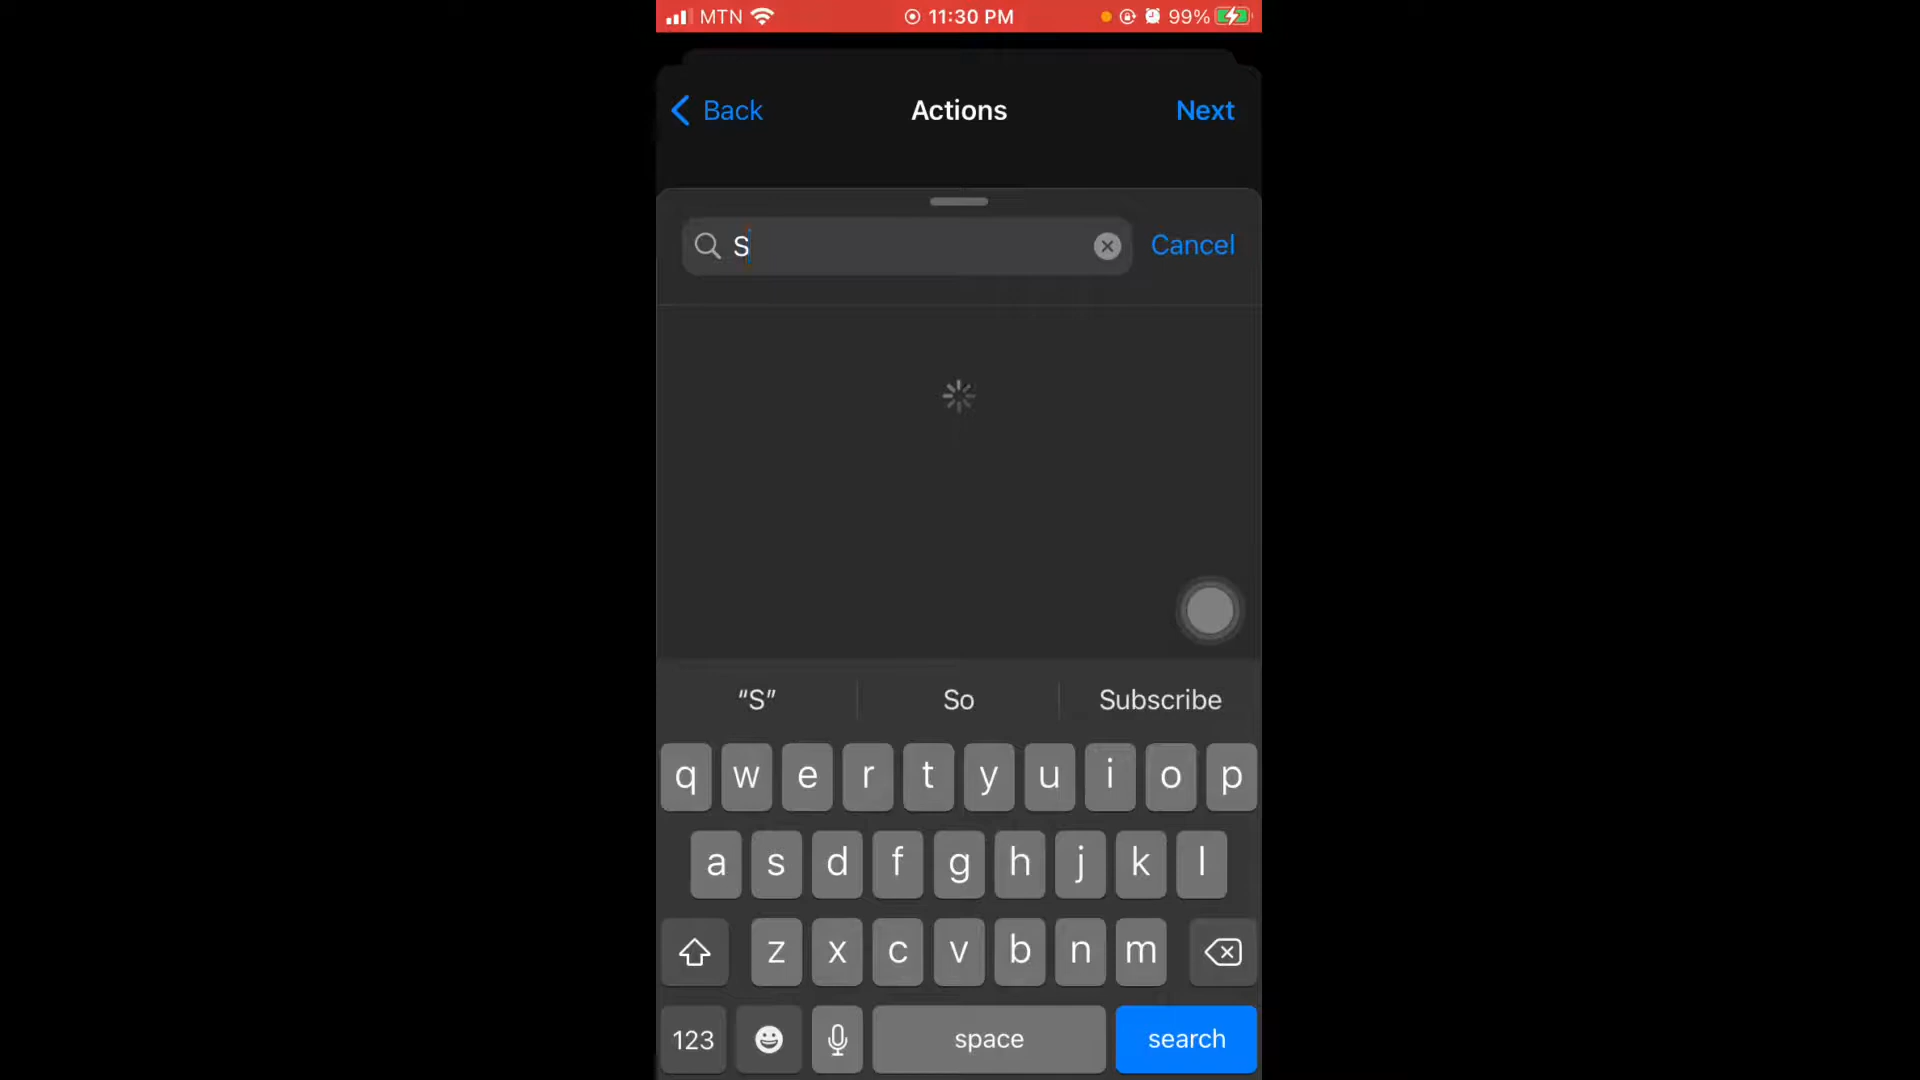 MTN 11:30 PM 99%
Back Actions Next
S Cancel
“S” So Subscribe
q w e r t y u i o p
a s d f g h j k l
z x c v b n m
123 space search